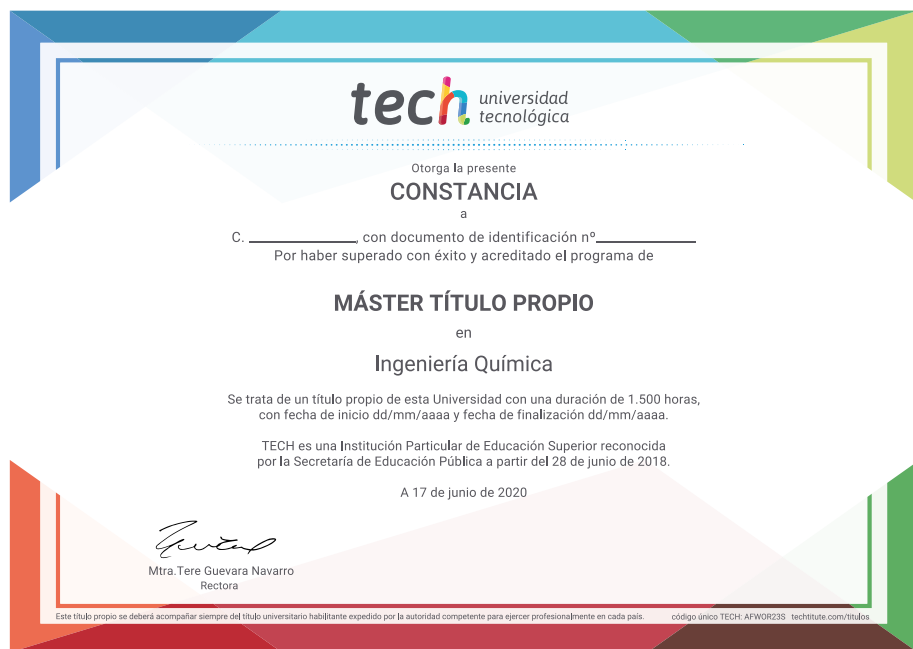 tech universidad
tecnológica
Otorga la presente
CONSTANCIA
a
C. ____________, con documento de identificación nº____________
Por haber superado con éxito y acreditado el programa de
MÁSTER TÍTULO PROPIO
en
Ingeniería Química
Se trata de un título propio de esta Universidad con una duración de 1.500 horas,
con fecha de inicio dd/mm/aaaa y fecha de finalización dd/mm/aaaa.
TECH es una Institución Particular de Educación Superior reconocida
por la Secretaría de Educación Pública a partir del 28 de junio de 2018.
A 17 de junio de 2020
Mtra.Tere Guevara Navarro
Rectora
Este título propio se deberá acompañar siempre del título universitario habilitante expedido por la autoridad competente para ejercer profesionalmente en cada país. código único TECH: AFWOR23S techtitute.com/titulos